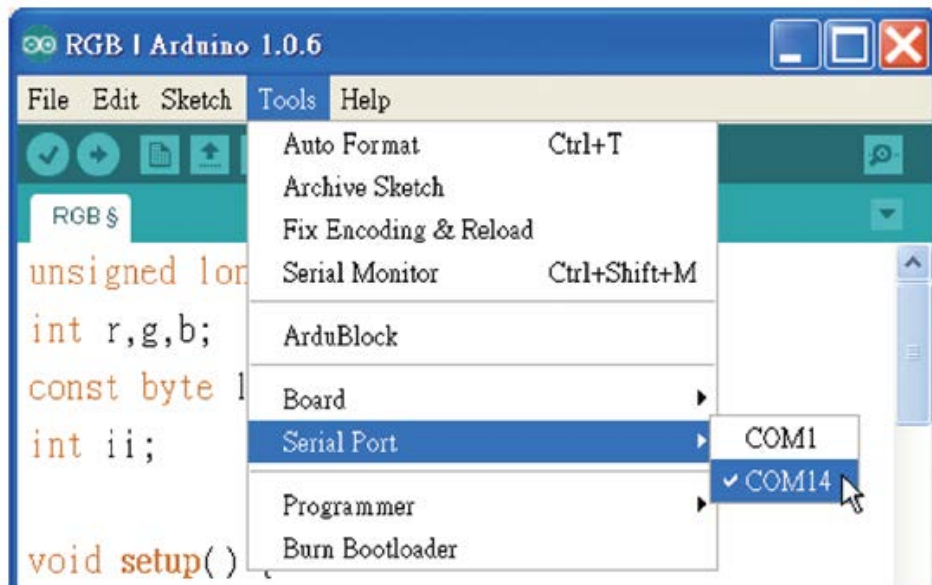 RGB | Arduino 1.0.6
File Edit Sketch Tools Help
Auto Format Ctrl+T
Archive Sketch
RGB §
Fix Encoding & Reload
unsigned lon
Serial Monitor Ctrl+Shift+M
int r,g,b;
ArduBlock
const byte l
Board
int ii;
Serial Port
COM1
COM14
Programmer
Burn Bootloader
void setup() {